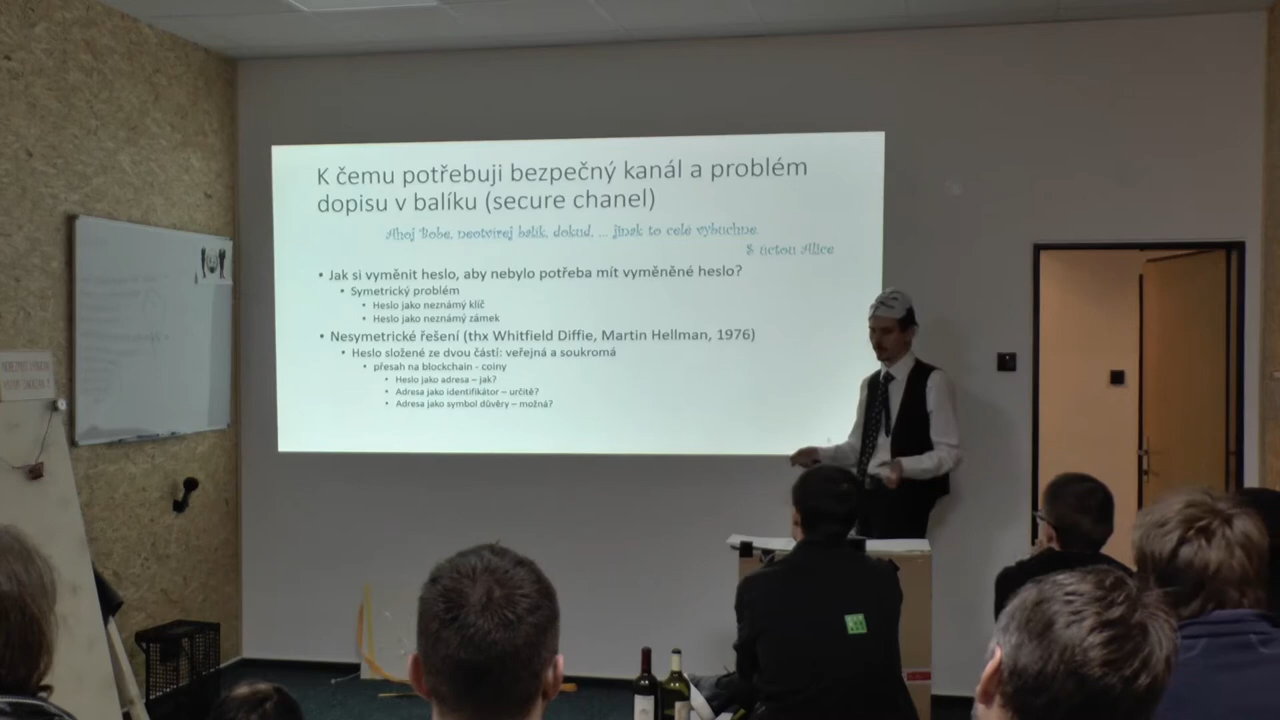 K čemu potřebuji bezpečný kanál a problém
dopisu v balíku (secure chanel)
Ahoj Bobe, neotvírej balík, dokud, ... jinak to celé vybuchne.
S úctou Alice
• Jak si vyměnit heslo, aby nebylo potřeba mít vyměněné heslo?
• Symetrický problém
• Heslo jako neznámý klíč
• Heslo jako neznámý zámek
• Nesymetrické řešení (thx Whitfield Diffie, Martin Hellman, 1976)
• Heslo složené ze dvou částí: veřejná a soukromá
• přesah na blockchain - coiny
• Heslo jako adresa – jak?
• Adresa jako identifikátor – určitě?
• Adresa jako symbol důvěry – možná?